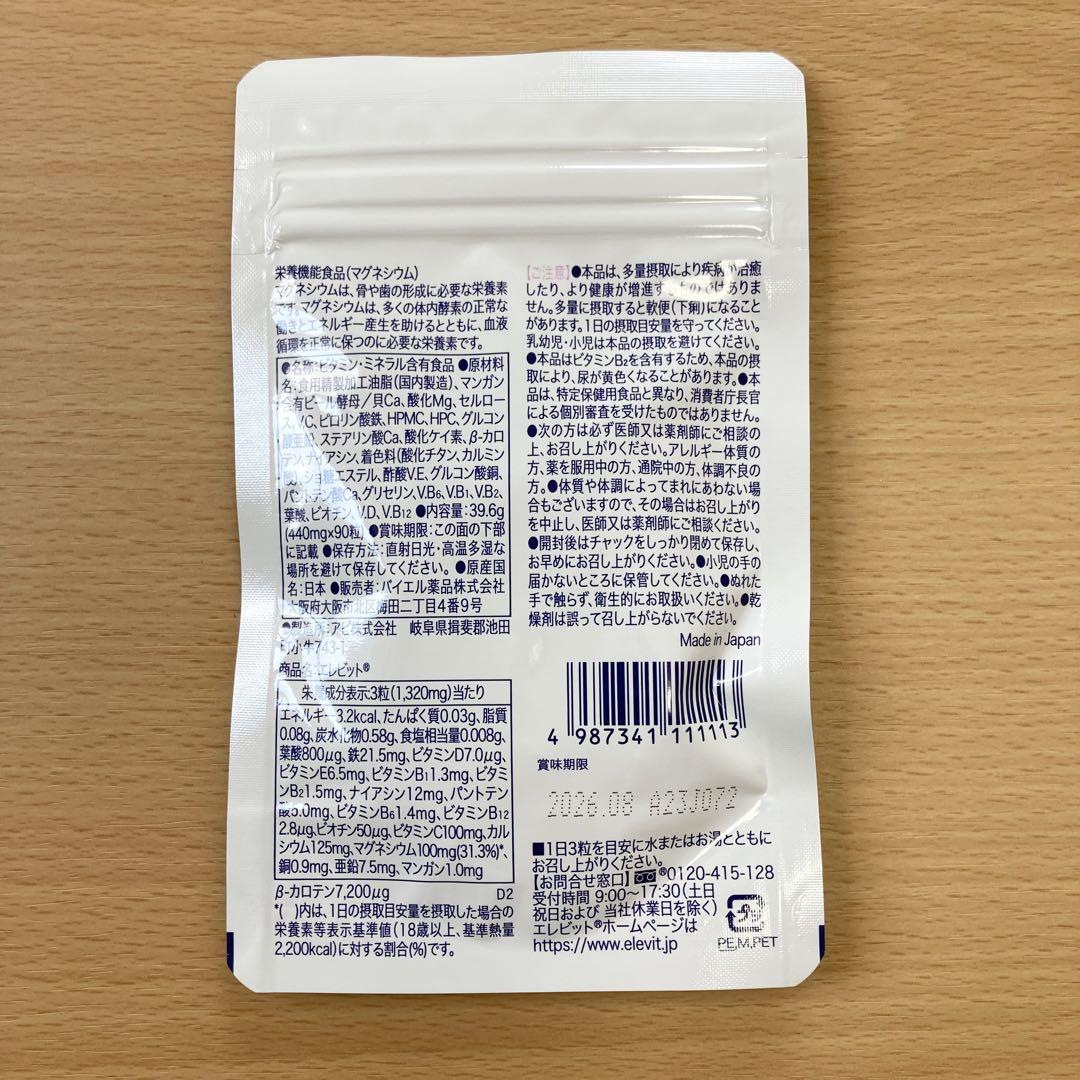 栄養機能食品(マグネシウム)
マグネシウムは、骨や歯の形成に必要な栄養素
です。マグネシウムは、多くの体内酵素の正常な
働きとエネルギー産生を助けるとともに、血液
循環を正常に保つのに必要な栄養素です。
●名称:ビタミン・ミネラル含有食品 ●原材料
名:食用精製加工油脂(国内製造)、マンガン
含有ビール酵母/貝Ca、酸化Mg、セルロー
ス、V.C、ピロリン酸鉄、HPMC、HPC、グルコン
酸亜鉛、ステアリン酸Ca、酸化ケイ素、β-カロ
テン、ナイアシン、着色料(酸化チタン、カルミン
酸)、ショ糖エステル、酢酸V.E、グルコン酸銅、
パントテン酸Ca、グリセリン、V.B6、V.B1、V.B2、
葉酸、ビオチン、V.D、V.B12 ●内容量:39.6g
(440mg×90粒) ●賞味期限:この面の下部
に記載 ●保存方法:直射日光・高温多湿な
場所を避けて保存してください。 ●原産国
名:日本 ●販売者:バイエル薬品株式会社
大阪府大阪市北区梅田二丁目4番9号
●製造所:アピ株式会社 岐阜県揖斐郡池田
町小牛743-1
商品名:エレビット®
栄養成分表示:3粒(1,320mg)当たり
エネルギー3.2kcal、たんぱく質0.03g、脂質
0.08g、炭水化物0.58g、食塩相当量0.008g、
葉酸800μg、鉄21.5mg、ビタミンD7.0μg、
ビタミンE6.5mg、ビタミンB11.3mg、ビタミ
ンB21.5mg、ナイアシン12mg、パントテン
酸5.0mg、ビタミンB61.4mg、ビタミンB12
2.8μg、ビオチン50μg、ビタミンC100mg、カル
シウム125mg、マグネシウム100mg(31.3%)*、
銅0.9mg、亜鉛7.5mg、マンガン1.0mg
β-カロテン7,200μg D2
*( )内は、1日の摂取目安量を摂取した場合の
栄養素等表示基準値(18歳以上、基準熱量
2,200kcal)に対する割合(%)です。
【ご注意】●本品は、多量摂取により疾病が治癒
したり、より健康が増進するものではありま
せん。多量に摂取すると軟便(下痢)になること
があります。1日の摂取目安量を守ってください。
乳幼児・小児は本品の摂取を避けてください。
●本品はビタミンB2を含有するため、本品の摂
取により、尿が黄色くなることがあります。●本
品は、特定保健用食品と異なり、消費者庁長官
による個別審査を受けたものではありません。
●次の方は必ず医師又は薬剤師にご相談の
上、お召し上がりください。アレルギー体質の
方、薬を服用中の方、通院中の方、体調不良の
方。●体質や体調によってまれにあわない場
合もございますので、その場合はお召し上がり
を中止し、医師又は薬剤師にご相談ください。
●開封後はチャックをしっかり閉めて保存し、
お早めにお召し上がりください。●小児の手の
届かないところに保管してください。●ぬれた
手で触らず、衛生的にお取扱いください。●乾
燥剤は誤って召し上がらないでください。
Made in Japan
4 987341 111113
賞味期限
2026.08 A23J072
■1日3粒を目安に水またはお湯とともに
お召し上がりください。
【お問合せ窓口】®0120-415-128
受付時間 9:00～17:30(土日
祝日および 当社休業日を除く)
エレビット®ホームページは
https://www.elevit.jp
プラ
PE,M,PET